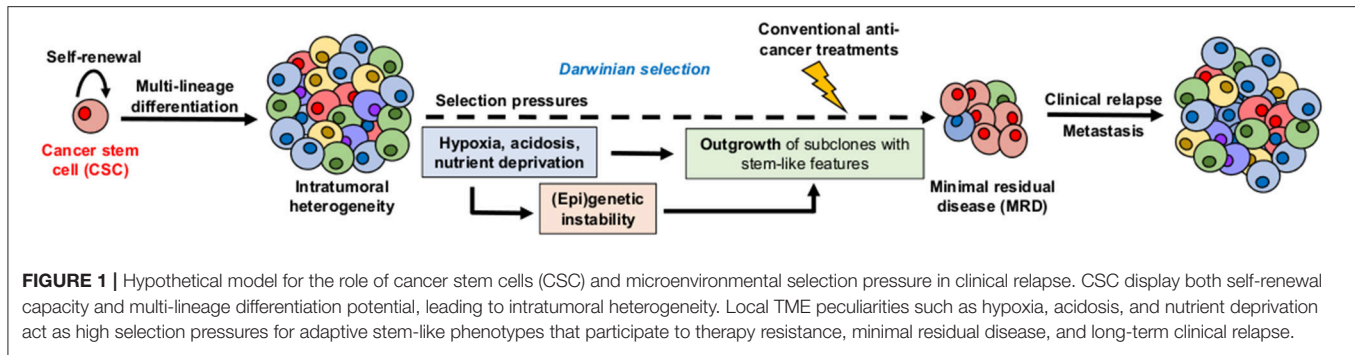 Self-renewal
Multi-lineage
differentiation
Cancer stem
cell (CSC)
Intratumoral
heterogeneity
Darwinian selection
Selection pressures
Hypoxia, acidosis,
nutrient deprivation
(Epi)genetic
instability
Conventional anti-
cancer treatments
Outgrowth of subclones with
stem-like features
Minimal residual
disease (MRD)
Clinical relapse
Metastasis
FIGURE 1 | Hypothetical model for the role of cancer stem cells (CSC) and microenvironmental selection pressure in clinical relapse. CSC display both self-renewal
capacity and multi-lineage differentiation potential, leading to intratumoral heterogeneity. Local TME peculiarities such as hypoxia, acidosis, and nutrient deprivation
act as high selection pressures for adaptive stem-like phenotypes that participate to therapy resistance, minimal residual disease, and long-term clinical relapse.